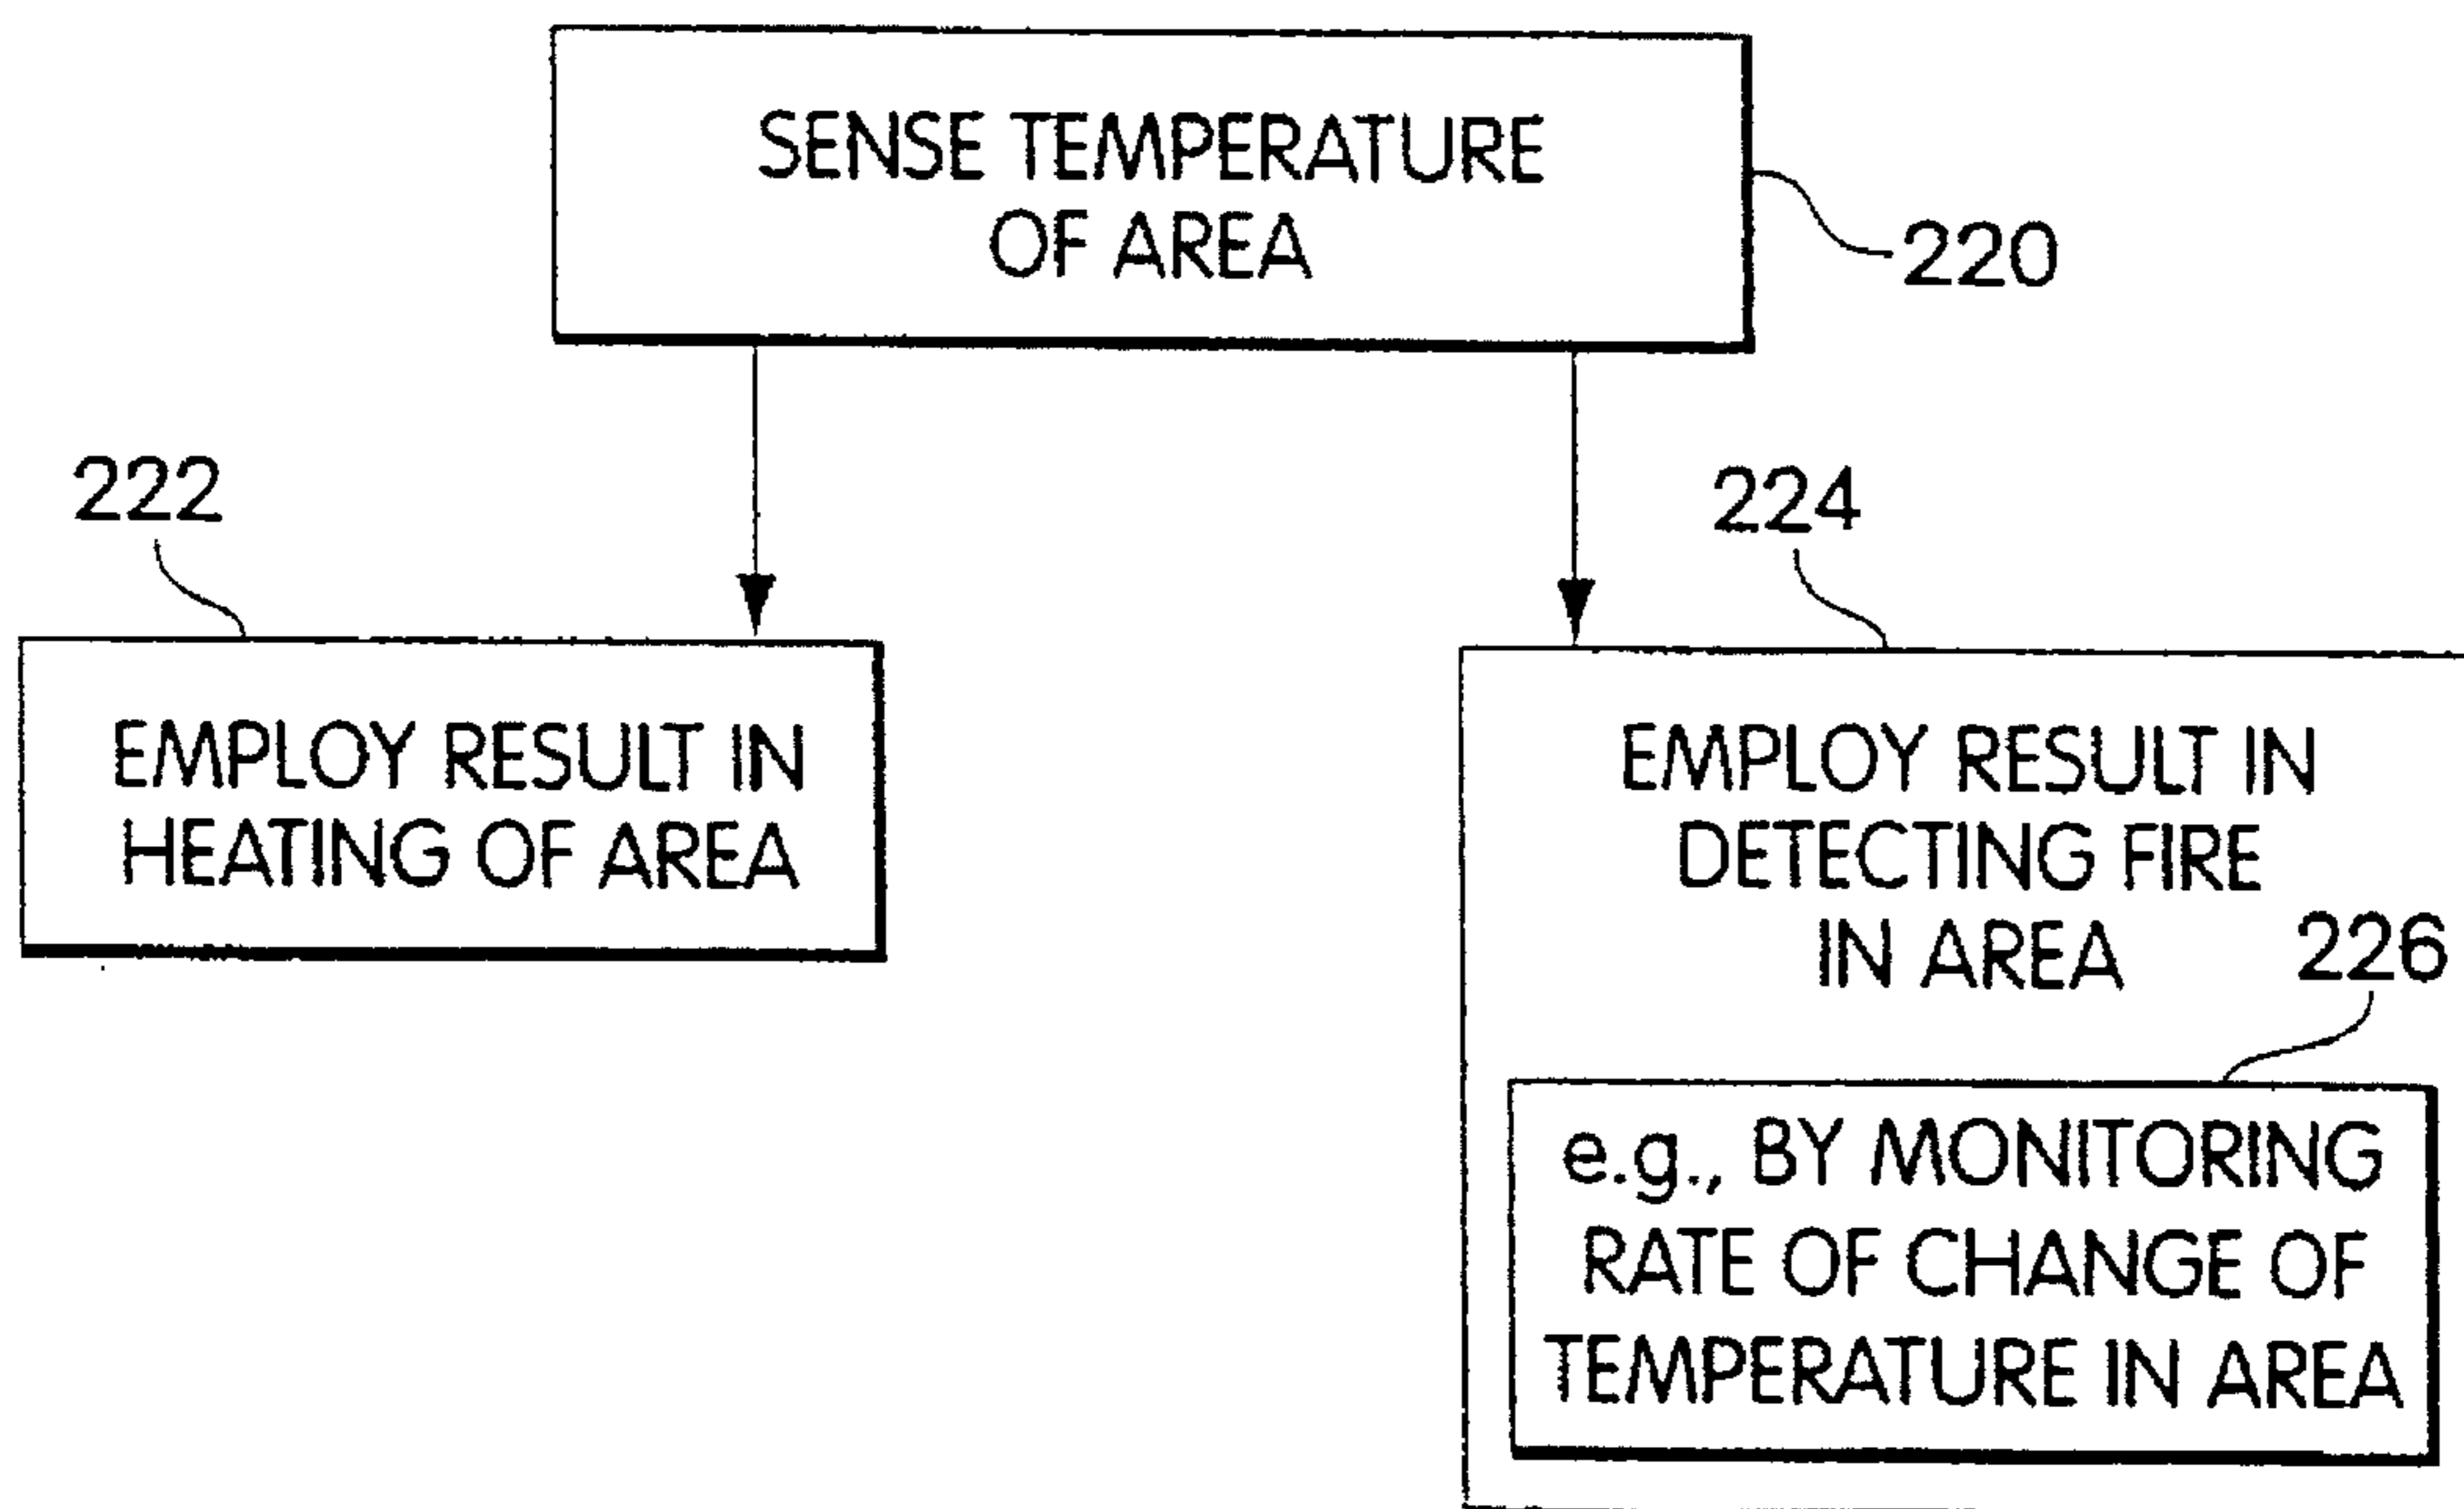 SENSE TEMPERATURE
OF AREA
220
222
224
EMPLOY RESULT IN
HEATING OF AREA
EMPLOY RESULT IN
DETECTING FIRE
IN AREA
226
e.g., BY MONITORING
RATE OF CHANGE OF
TEMPERATURE IN AREA